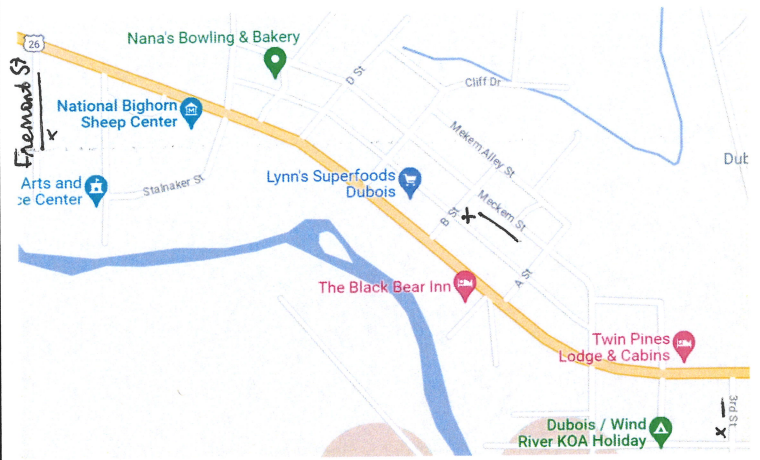 26
Fremont St
x
Nana's Bowling & Bakery
D St
Cliff Dr
National Bighorn
Sheep Center
Mekem Alley St
Dub
Arts and
ce Center
Stalnaker St
Lynn's Superfoods
Dubois
Meckem St
B St
x
A St
The Black Bear Inn
Twin Pines
Lodge & Cabins
3rd St
x
Dubois / Wind
River KOA Holiday